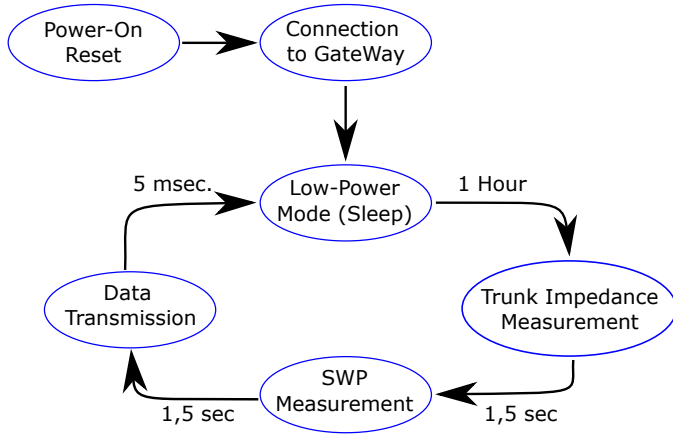 Power-On
Reset
Connection
to GateWay
5 msec.
Low-Power
Mode (Sleep)
1 Hour
Data
Transmission
Trunk Impedance
Measurement
SWP
Measurement
1,5 sec
1,5 sec